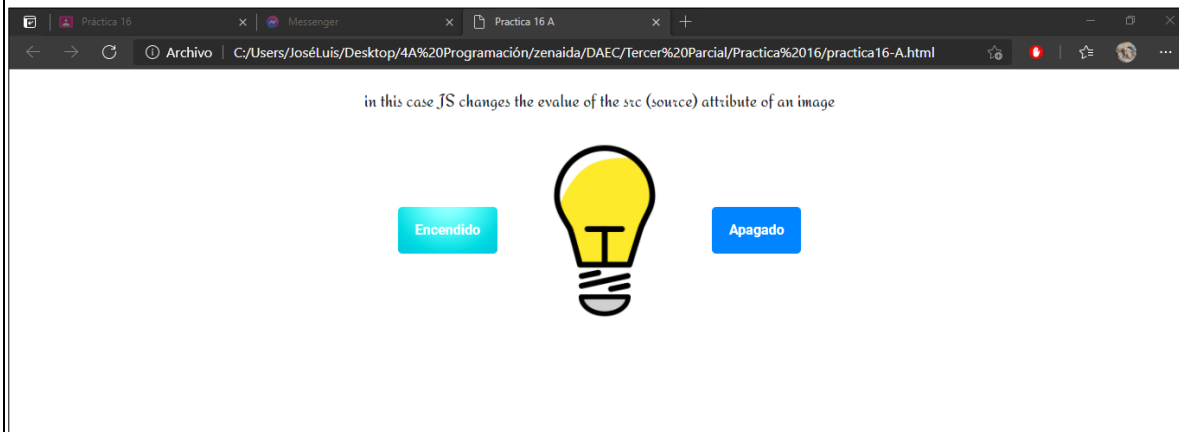 Práctica 16
Messenger
Practica 16 A
Archivo
C:/Users/JoséLuis/Desktop/4A%20Programación/zenaida/DAEC/Tercer%20Parcial/Practica%2016/practica16-A.html
in this case JS changes the evalue of the src (source) attribute of an image
Encendido
Apagado